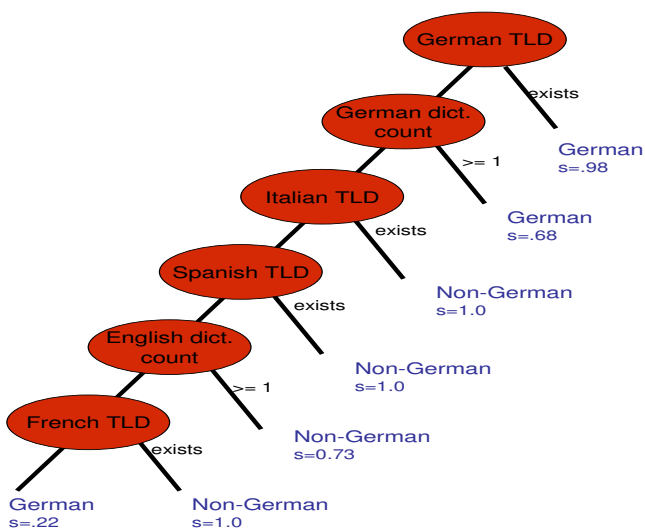 German TLD
exists
German
s=.98
German dict.
count
>= 1
German
s=.68
Italian TLD
exists
Non-German
s=1.0
Spanish TLD
exists
Non-German
s=1.0
English dict.
count
>= 1
Non-German
s=0.73
French TLD
exists
German
s=.22
Non-German
s=1.0